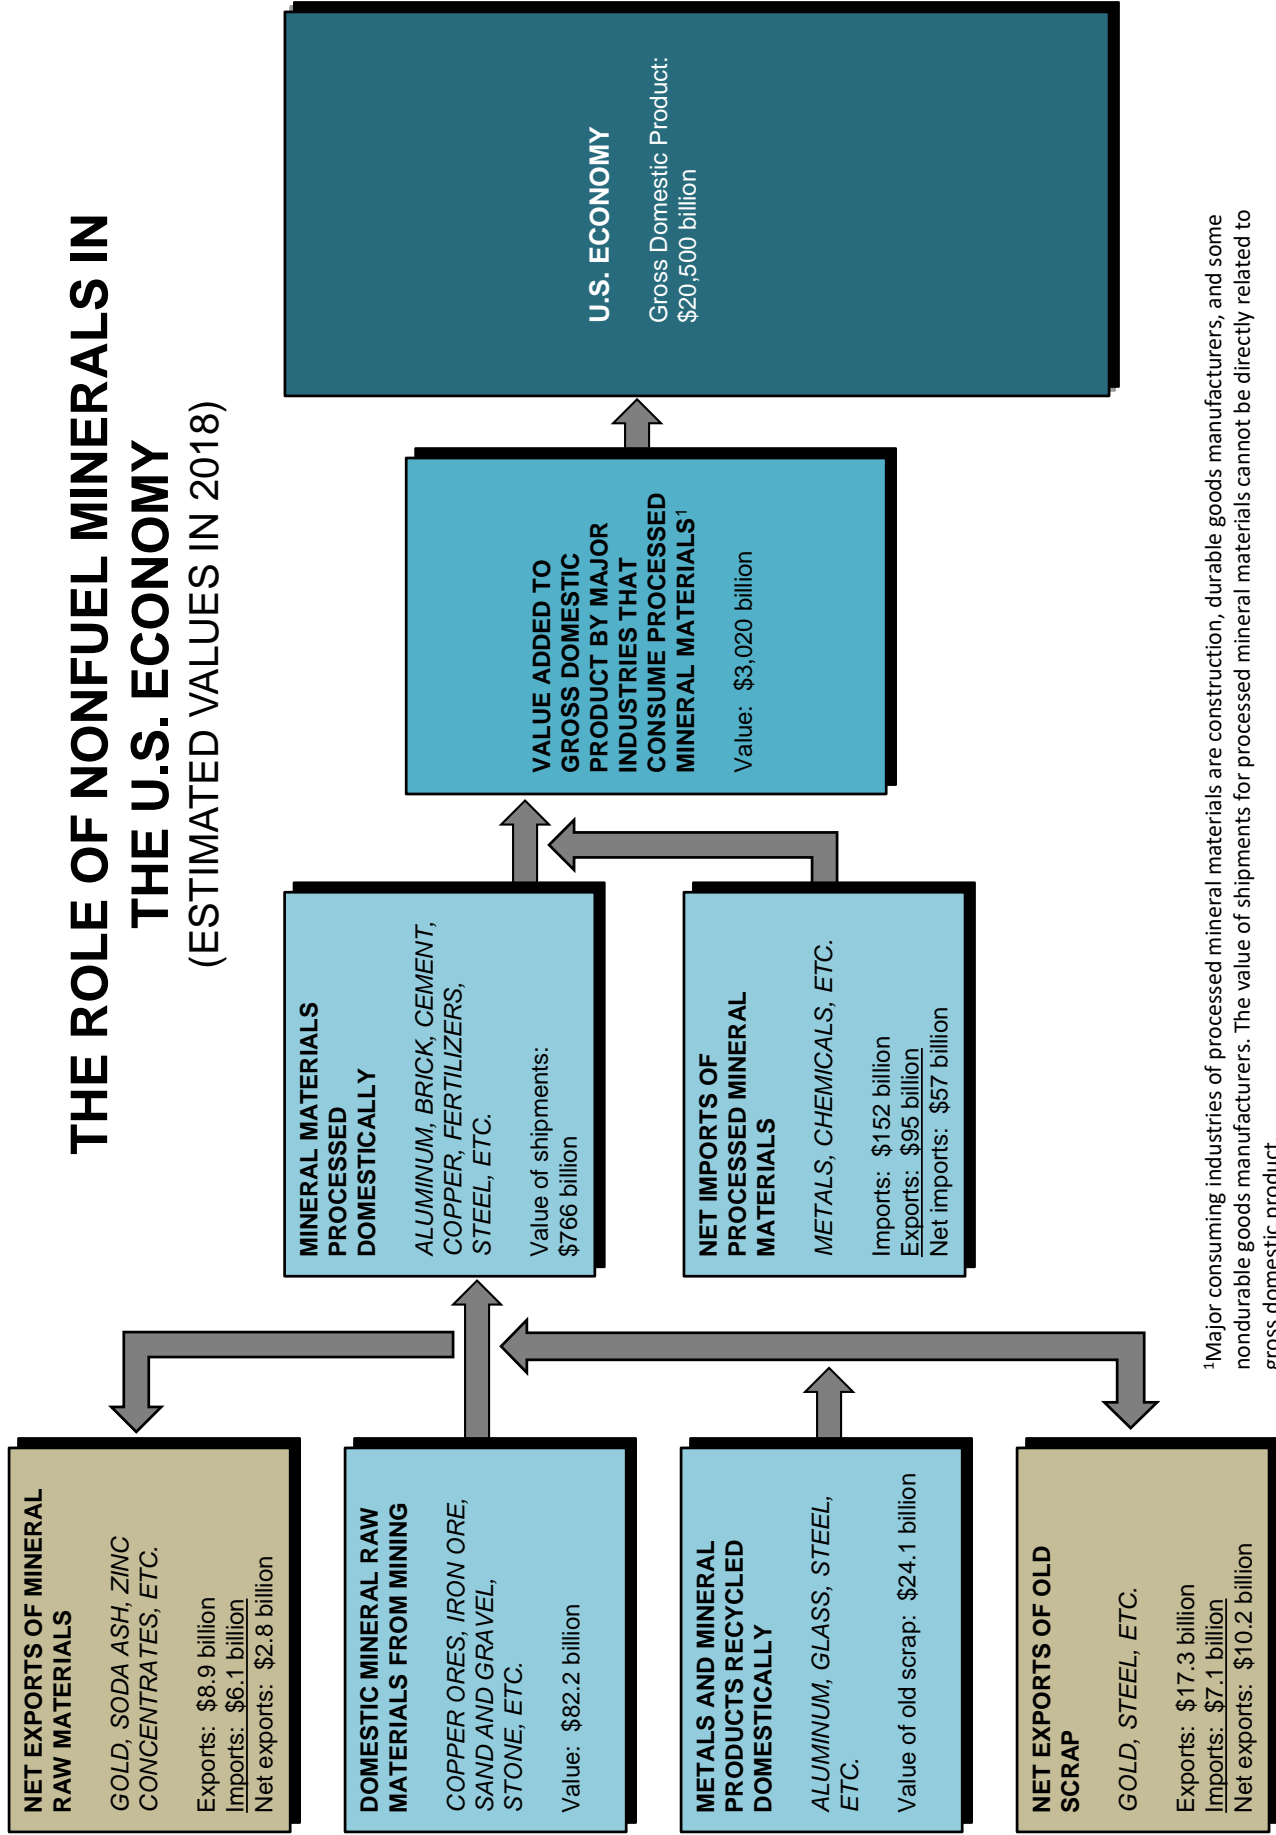 THE ROLE OF NONFUEL MINERALS IN
THE U.S. ECONOMY
(ESTIMATED VALUES IN 2018)
NET EXPORTS OF MINERAL
RAW MATERIALS
GOLD, SODA ASH, ZINC
CONCENTRATES, ETC.
Exports: $8.9 billion
Imports: $6.1 billion
Net exports: $2.8 billion
DOMESTIC MINERAL RAW
MATERIALS FROM MINING
COPPER ORES, IRON ORE,
SAND AND GRAVEL,
STONE, ETC.
Value: $82.2 billion
METALS AND MINERAL
PRODUCTS RECYCLED
DOMESTICALLY
ALUMINUM, GLASS, STEEL,
ETC.
Value of old scrap: $24.1 billion
NET EXPORTS OF OLD
SCRAP
GOLD, STEEL, ETC.
Exports: $17.3 billion
Imports: $7.1 billion
Net exports: $10.2 billion
MINERAL MATERIALS
PROCESSED
DOMESTICALLY
ALUMINUM, BRICK, CEMENT,
COPPER, FERTILIZERS,
STEEL, ETC.
Value of shipments:
$766 billion
NET IMPORTS OF
PROCESSED MINERAL
MATERIALS
METALS, CHEMICALS, ETC.
Imports: $152 billion
Exports: $95 billion
Net imports: $57 billion
VALUE ADDED TO
GROSS DOMESTIC
PRODUCT BY MAJOR
INDUSTRIES THAT
CONSUME PROCESSED
MINERAL MATERIALS¹
Value: $3,020 billion
U.S. ECONOMY
Gross Domestic Product:
$20,500 billion
¹Major consuming industries of processed mineral materials are construction, durable goods manufacturers, and some
nondurable goods manufacturers. The value of shipments for processed mineral materials cannot be directly related to
gross domestic product